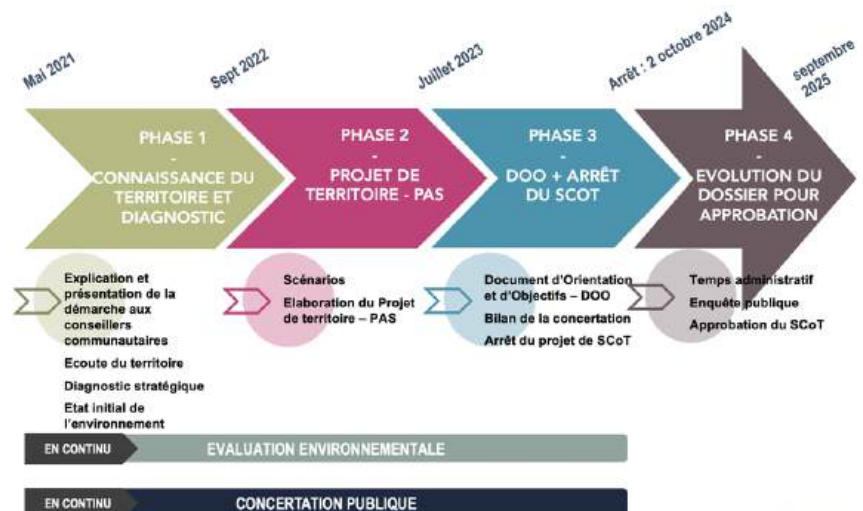 Mai 2021
Sept 2022
Juillet 2023
Arrêt : 2 octobre 2024
septembre
2025
PHASE 1
-
CONNAISSANCE DU
TERRITOIRE ET
DIAGNOSTIC
PHASE 2
-
PROJET DE
TERRITOIRE - PAS
PHASE 3
-
DOO + ARRÊT
DU SCOT
PHASE 4
-
EVOLUTION DU
DOSSIER POUR
APPROBATION
Explication et
présentation de la
démarche aux
conseillers
communautaires
Ecoute du territoire
Diagnostic stratégique
Etat initial de
l'environnement
Scénarios
Elaboration du Projet
de territoire – PAS
Document d'Orientation
et d'Objectifs – DOO
Bilan de la concertation
Arrêt du projet de SCoT
Temps administratif
Enquête publique
Approbation du SCoT
EN CONTINU
EVALUATION ENVIRONNEMENTALE
EN CONTINU
CONCERTATION PUBLIQUE